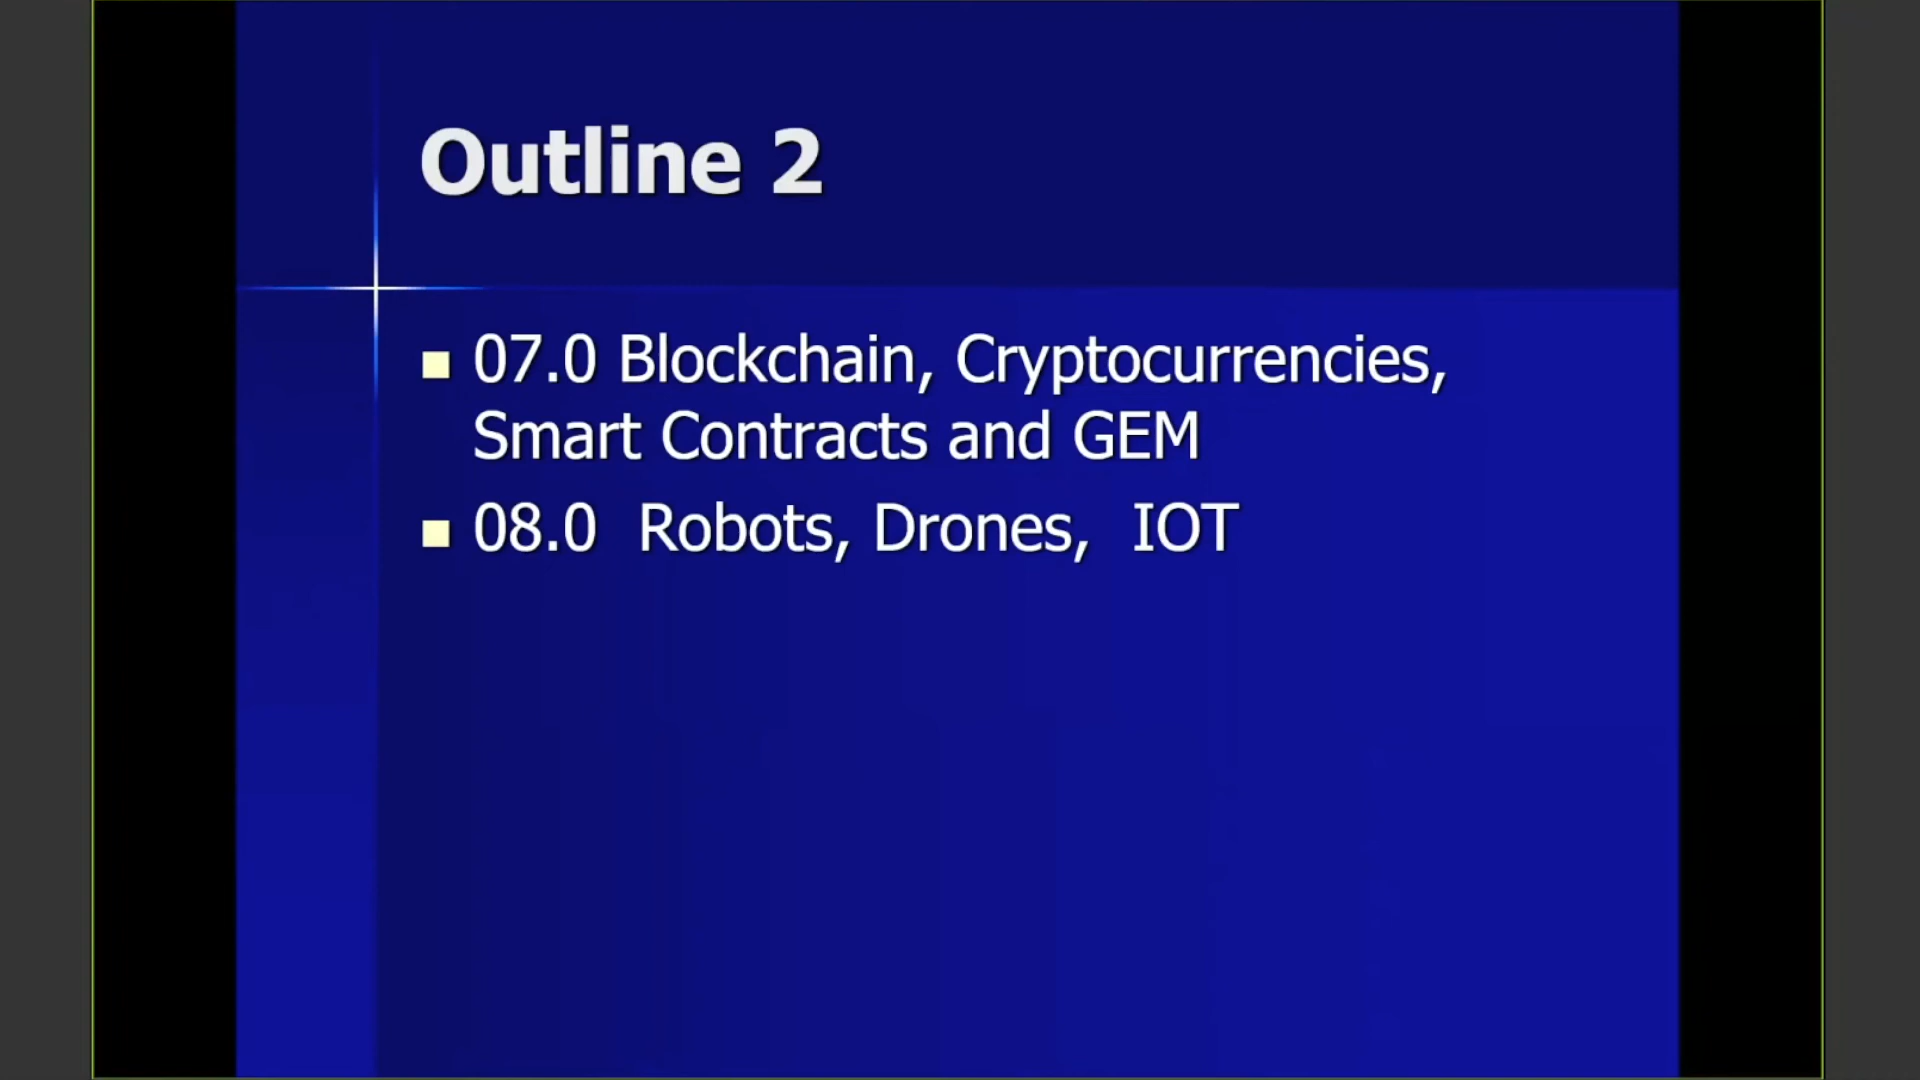 Outline 2
07.0 Blockchain, Cryptocurrencies,
Smart Contracts and GEM
08.0  Robots, Drones,  IOT